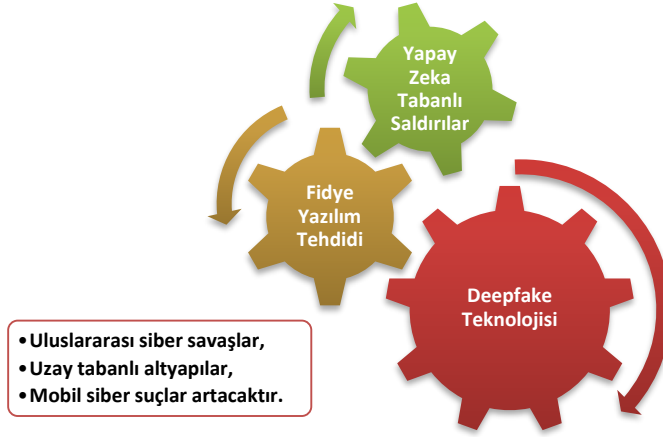 Yapay
Zeka
Tabanlı
Saldırılar
Fidye
Yazılım
Tehdidi
Deepfake
Teknolojisi
•Uluslararası siber savaşlar,
•Uzay tabanlı altyapılar,
•Mobil siber suçlar artacaktır.